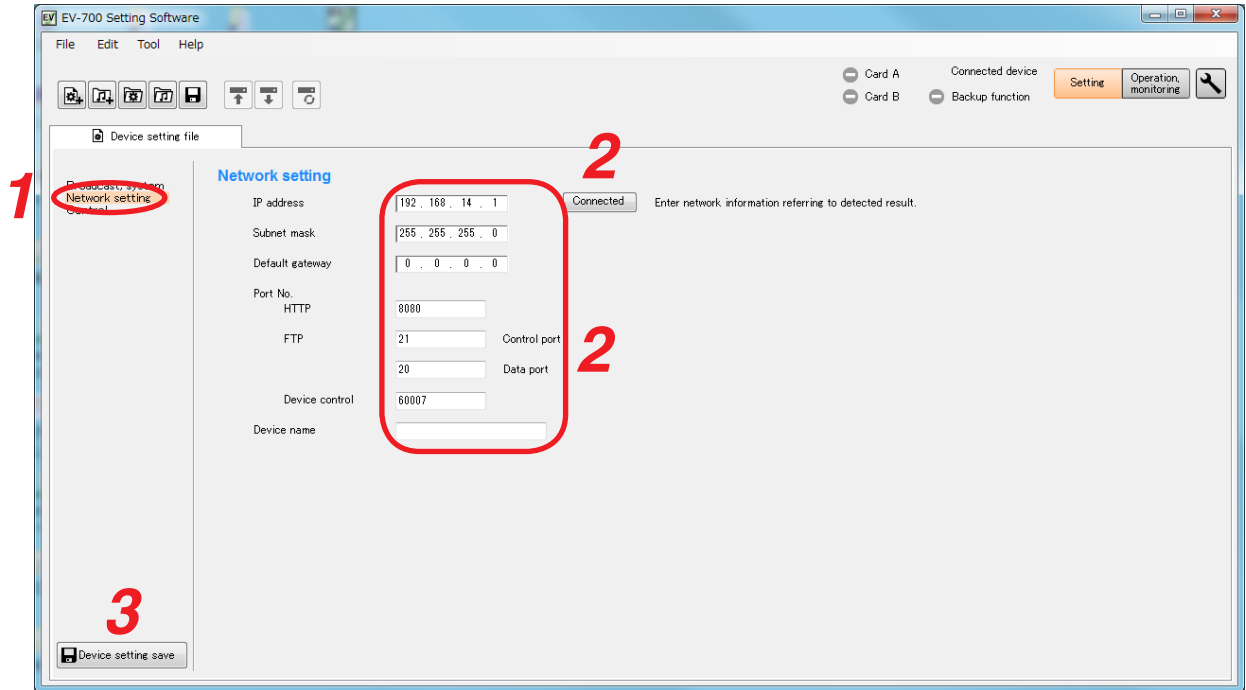 EV EV-700 Setting Software
File Edit Tool Help
Card A Connected device
Card B Backup function
Setting
Operation,
monitoring
Device setting file
1
Broadcast, system
Network setting
Control
Network setting
2
IP address 192 . 168 . 14 . 1 Connected Enter network information referring to detected result.
Subnet mask 255 . 255 . 255 . 0
Default gateway 0 . 0 . 0 . 0
Port No.
HTTP 8080
FTP 21 Control port
2
20 Data port
Device control 60007
Device name
3
Device setting save